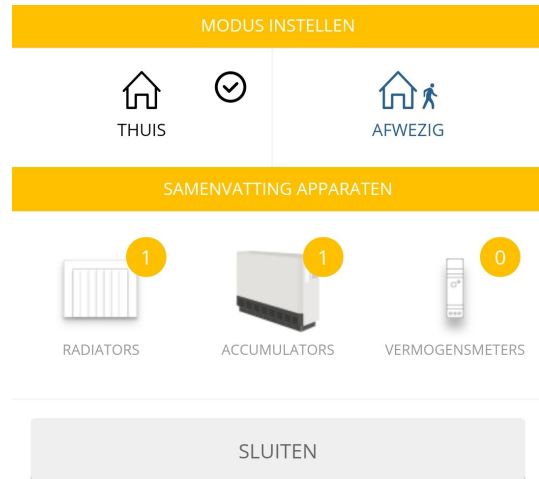 MODUS INSTELLEN
THUIS
AFWEZIG
SAMENVATTING APPARATEN
1
1
0
RADIATORS
ACCUMULATORS
VERMOGENSMETERS
SLUITEN